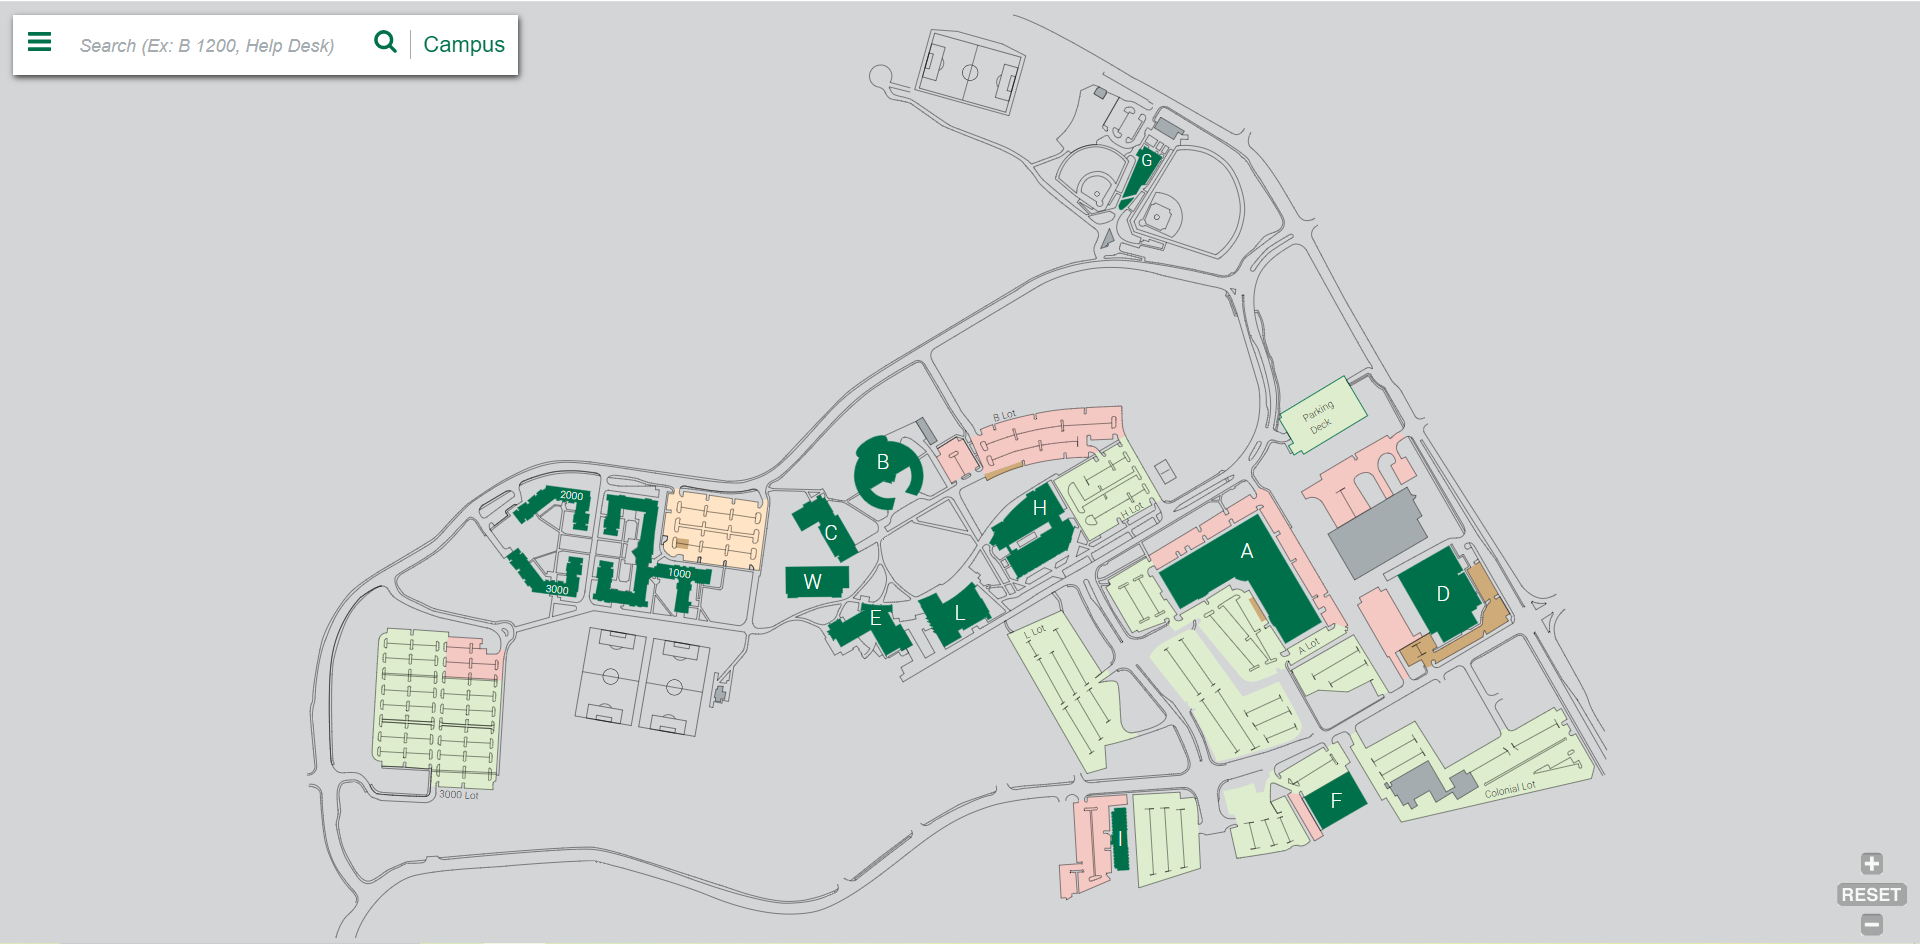 Search (Ex: B 1200, Help Desk)
Campus
G
Parking
Deck
B Lot
B
2000
H
H Lot
C
A
1000
W
3000
D
L
E
L Lot
A Lot
3000 Lot
Colonial Lot
F
I
RESET